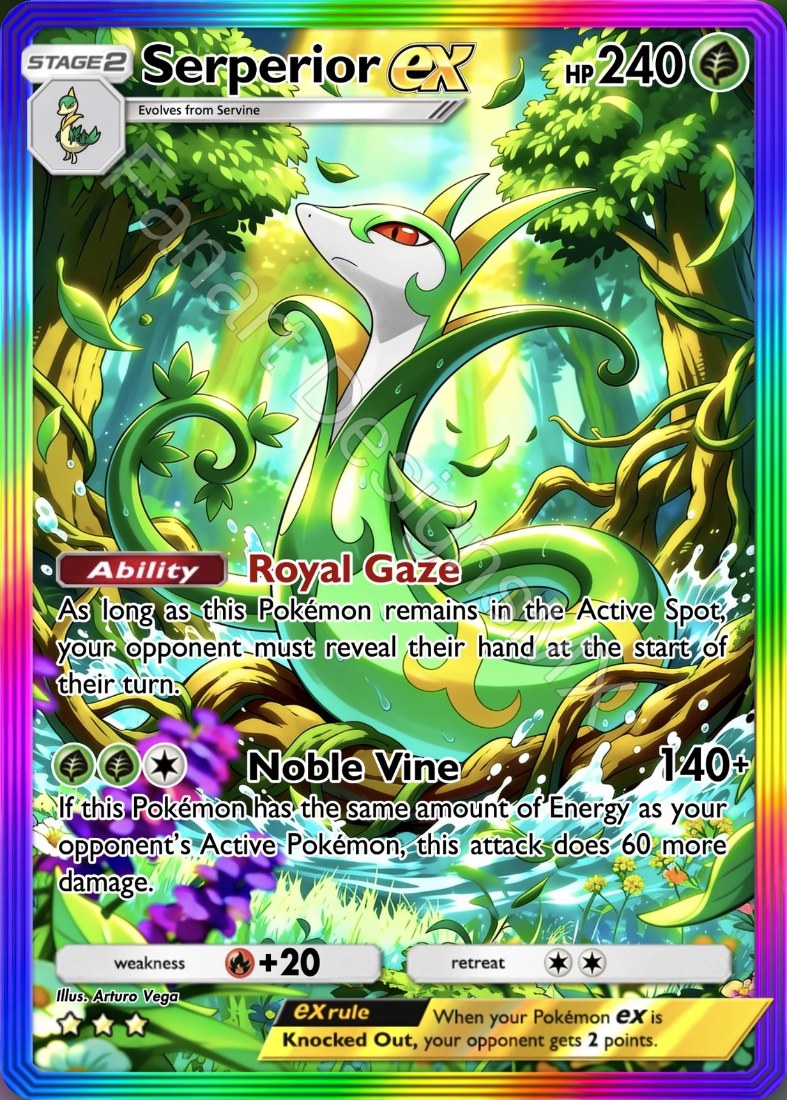 STAGE2 Serperior ex HP 240
Evolves from Servine
Ability Royal Gaze
As long as this Pokémon remains in the Active Spot,
your opponent must reveal their hand at the start of
their turn.
Noble Vine 140+
If this Pokémon has the same amount of Energy as your
opponent's Active Pokémon, this attack does 60 more
damage.
weakness +20 retreat
Illus. Arturo Vega
ex rule When your Pokémon ex is
Knocked Out, your opponent gets 2 points.
Fanart Designs